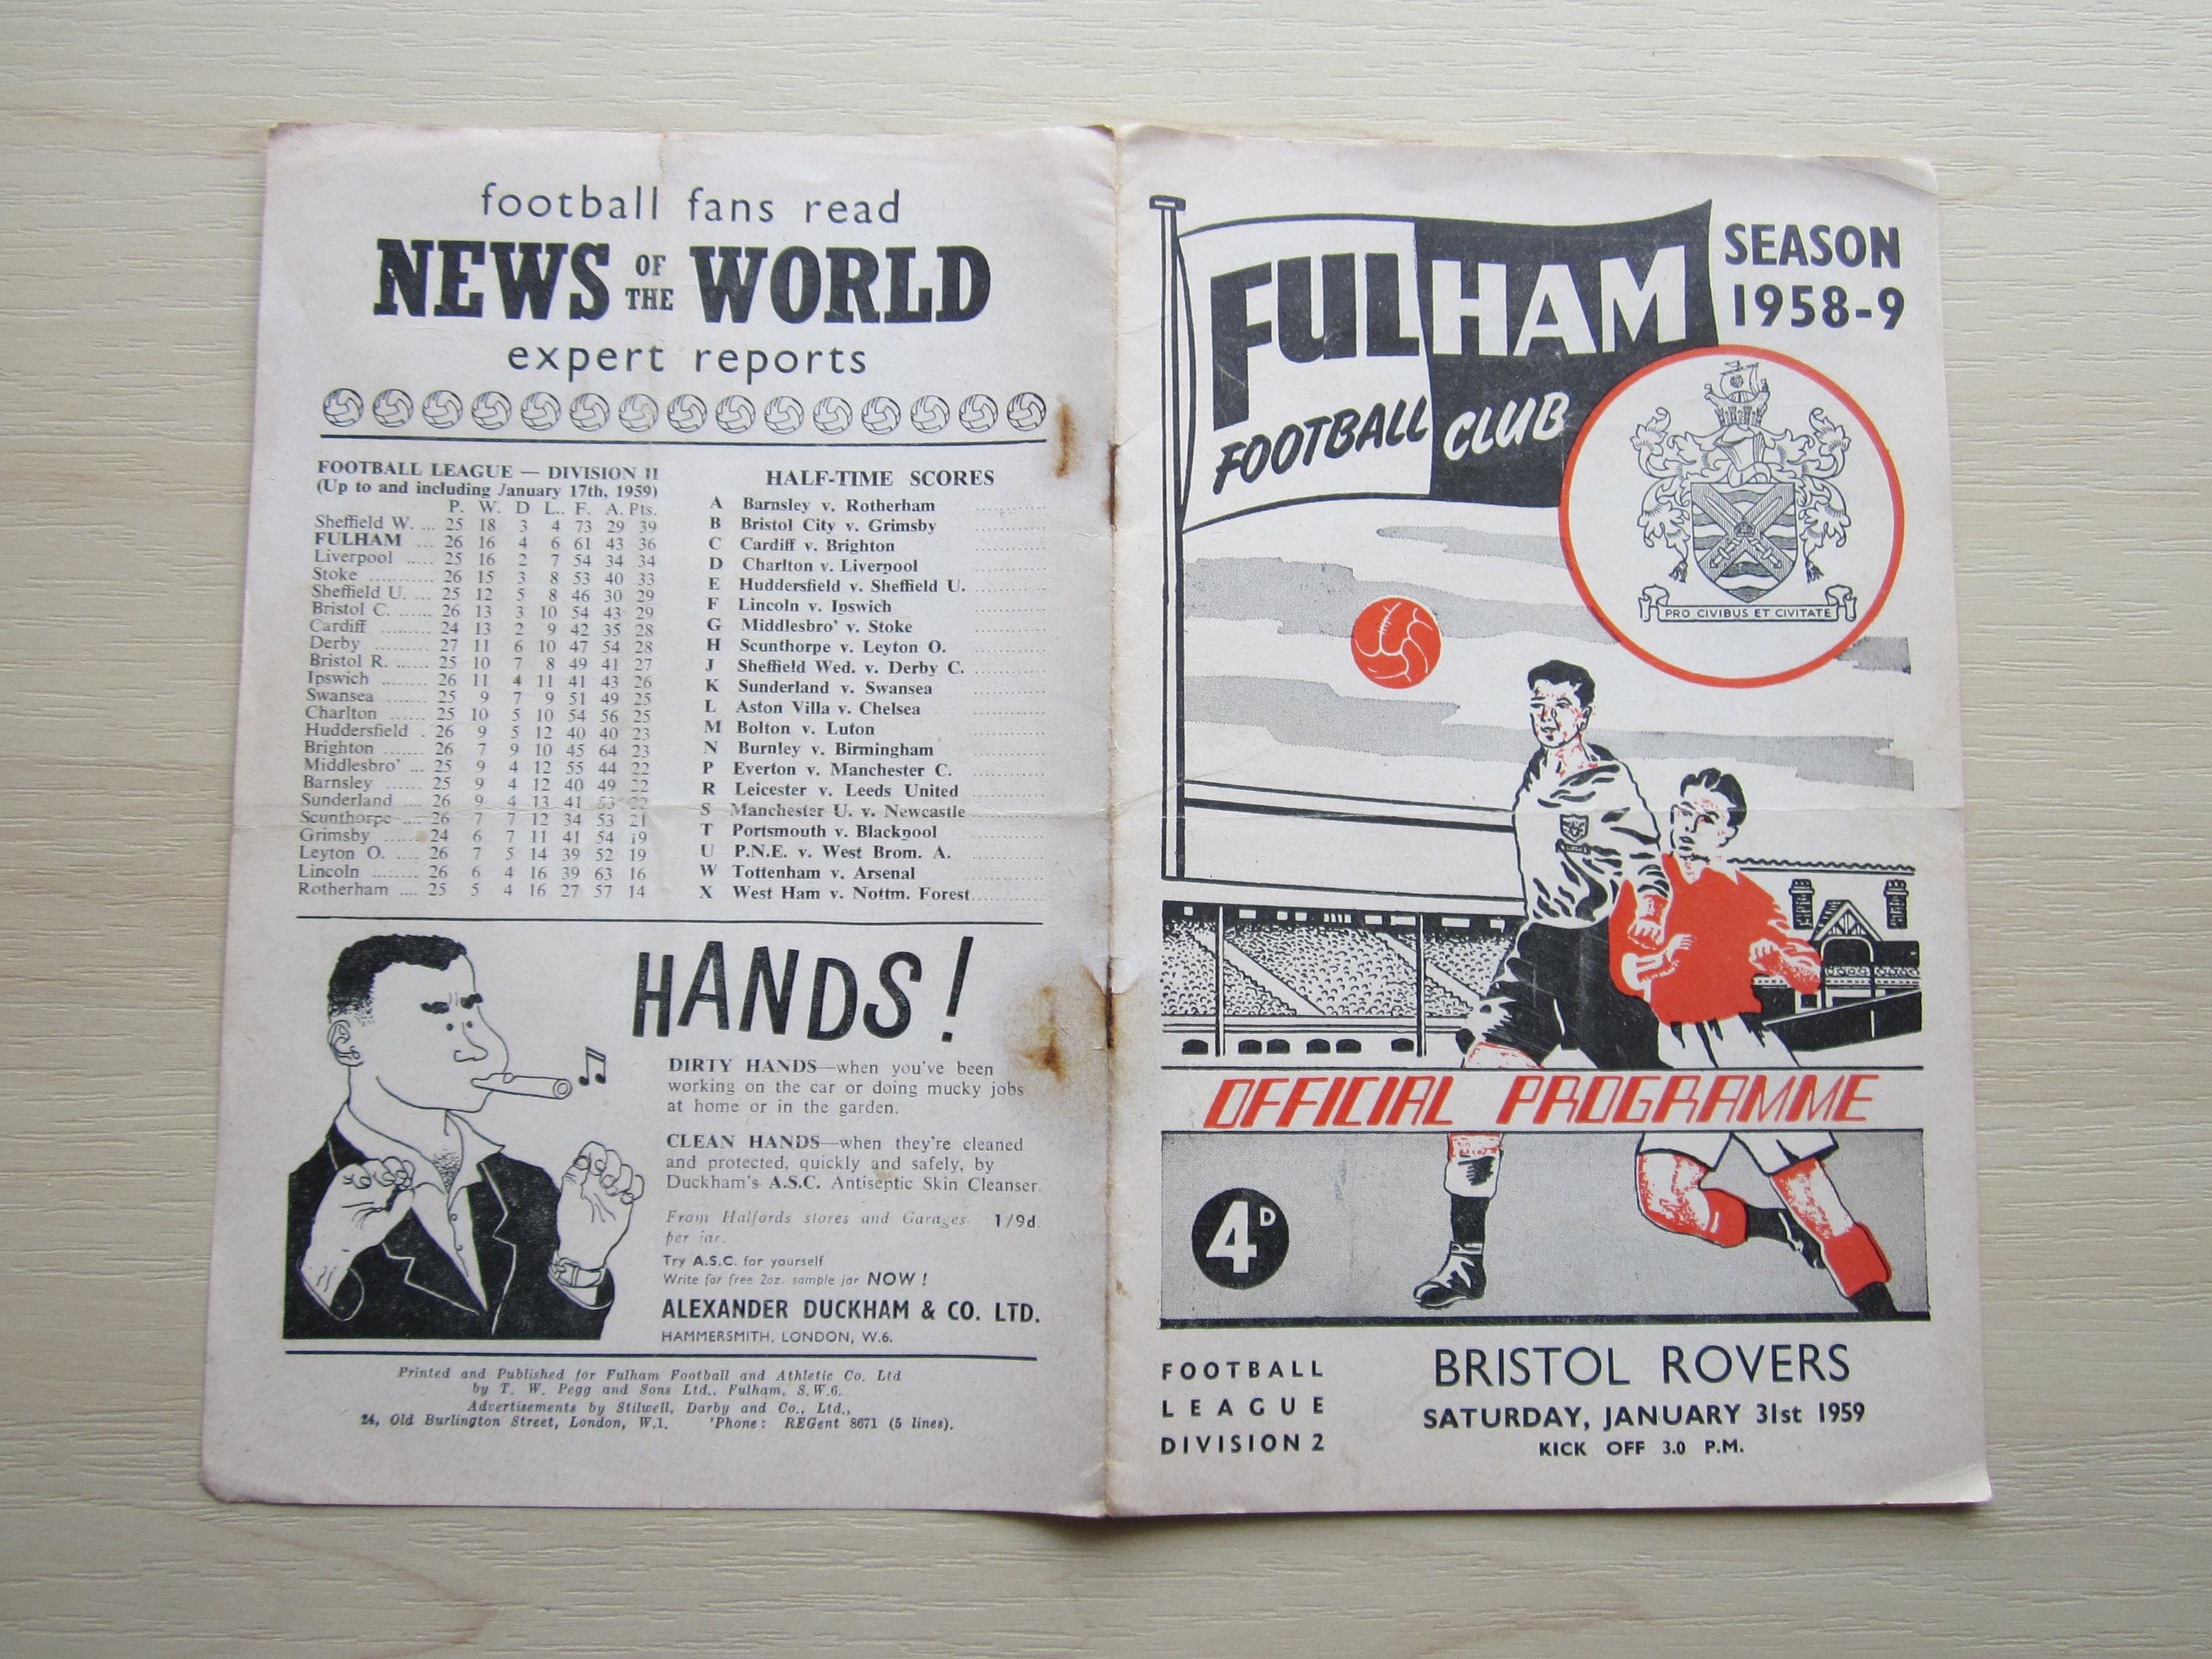 football fans read
NEWS OF THE WORLD
expert reports
FOOTBALL LEAGUE — DIVISION II
(Up to and including January 17th, 1959)
P. W. D L.. F. A. Pts.
Sheffield W. ... 25 18 3 4 73 29 39
FULHAM ... 26 16 4 6 61 43 36
Liverpool ..... 25 16 2 7 54 34 34
Stoke ........... 26 15 3 8 53 40 33
Sheffield U. ... 25 12 5 8 46 30 29
Bristol C. ...... 26 13 3 10 54 43 29
Cardiff ......... 24 13 2 9 42 35 28
Derby .......... 27 11 6 10 47 54 28
Bristol R. ...... 25 10 7 8 49 41 27
Ipswich ........ 26 11 4 11 41 43 26
Swansea ....... 25 9 7 9 51 49 25
Charlton ...... 25 10 5 10 54 56 25
Huddersfield . 26 9 5 12 40 40 23
Brighton ....... 26 7 9 10 45 64 23
Middlesbro' ... 25 9 4 12 55 44 22
Barnsley ...... 25 9 4 12 40 49 22
Sunderland .... 26 9 4 13 41 53 22
Scunthorpe .... 26 7 7 12 34 53 21
Grimsby ...... 24 6 7 11 41 54 19
Leyton O. .... 26 7 5 14 39 52 19
Lincoln ........ 26 6 4 16 39 63 16
Rotherham .... 25 5 4 16 27 57 14
HALF-TIME SCORES
A Barnsley v. Rotherham ............
B Bristol City v. Grimsby ............
C Cardiff v. Brighton ............
D Charlton v. Liverpool ............
E Huddersfield v. Sheffield U. ............
F Lincoln v. Ipswich ............
G Middlesbro' v. Stoke ............
H Scunthorpe v. Leyton O. ............
J Sheffield Wed. v. Derby C. ............
K Sunderland v. Swansea ............
L Aston Villa v. Chelsea ............
M Bolton v. Luton ............
N Burnley v. Birmingham ............
P Everton v. Manchester C. ............
R Leicester v. Leeds United ............
S Manchester U. v. Newcastle ............
T Portsmouth v. Blackpool ............
U P.N.E. v. West Brom. A. ............
W Tottenham v. Arsenal ............
X West Ham v. Nottm. Forest............
HANDS!
DIRTY HANDS—when you've been
working on the car or doing mucky jobs
at home or in the garden.
CLEAN HANDS—when they're cleaned
and protected, quickly and safely, by
Duckham's A.S.C. Antiseptic Skin Cleanser.
From Halfords stores and Garages 1/9d.
per jar.
Try A.S.C. for yourself
Write for free 2oz. sample jar NOW !
ALEXANDER DUCKHAM & CO. LTD.
HAMMERSMITH, LONDON, W.6.
Printed and Published for Fulham Football and Athletic Co. Ltd
by T. W. Pegg and Sons Ltd., Fulham, S.W.6.
Advertisements by Stilwell, Darby and Co., Ltd.,
24, Old Burlington Street, London, W.1. 'Phone: REGent 8671 (5 lines).
FULHAM
FOOTBALL CLUB
SEASON
1958-9
PRO CIVIBUS ET CIVITATE
OFFICIAL PROGRAMME
4D
FOOTBALL
LEAGUE
DIVISION 2
BRISTOL ROVERS
SATURDAY, JANUARY 31st 1959
KICK OFF 3.0 P.M.